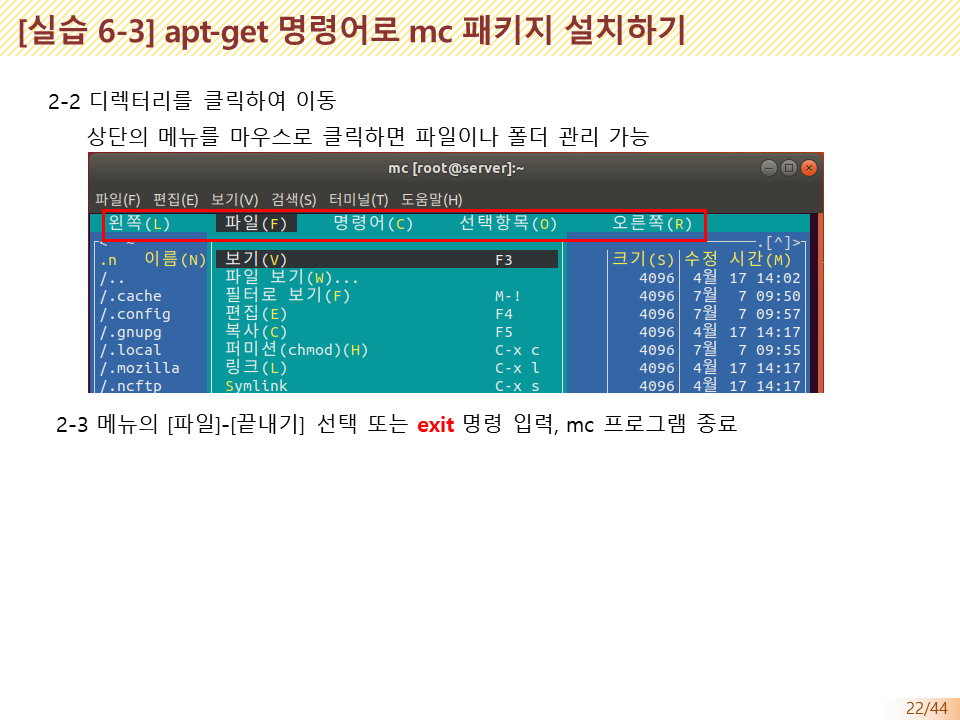 [실습 6-3] apt-get 명령어로 mc 패키지 설치하기
2-2 디렉터리를 클릭하여 이동
상단의 메뉴를 마우스로 클릭하면 파일이나 폴더 관리 가능
mc [root@server]:~
파일(F) 편집(E) 보기(V) 검색(S) 터미널(T) 도움말(H)
왼쪽(L) 파일(F) 명령어(C) 선택항목(O) 오른쪽(R)
<- ~ .[^]>
.n 이름(N) 보기(V) F3 크기(S) 수정 시간(M)
/.. 파일 보기(W)... 4096 4월 17 14:02
/.cache 필터로 보기(F) M-! 4096 7월 7 09:50
/.config 편집(E) F4 4096 7월 7 09:57
/.gnupg 복사(C) F5 4096 4월 17 14:17
/.local 퍼미션(chmod)(H) C-x c 4096 7월 7 09:55
/.mozilla 링크(L) C-x l 4096 4월 17 14:17
/.ncftp Symlink C-x s 4096 4월 17 14:17
2-3 메뉴의 [파일]-[끝내기] 선택 또는 exit 명령 입력, mc 프로그램 종료
22/44